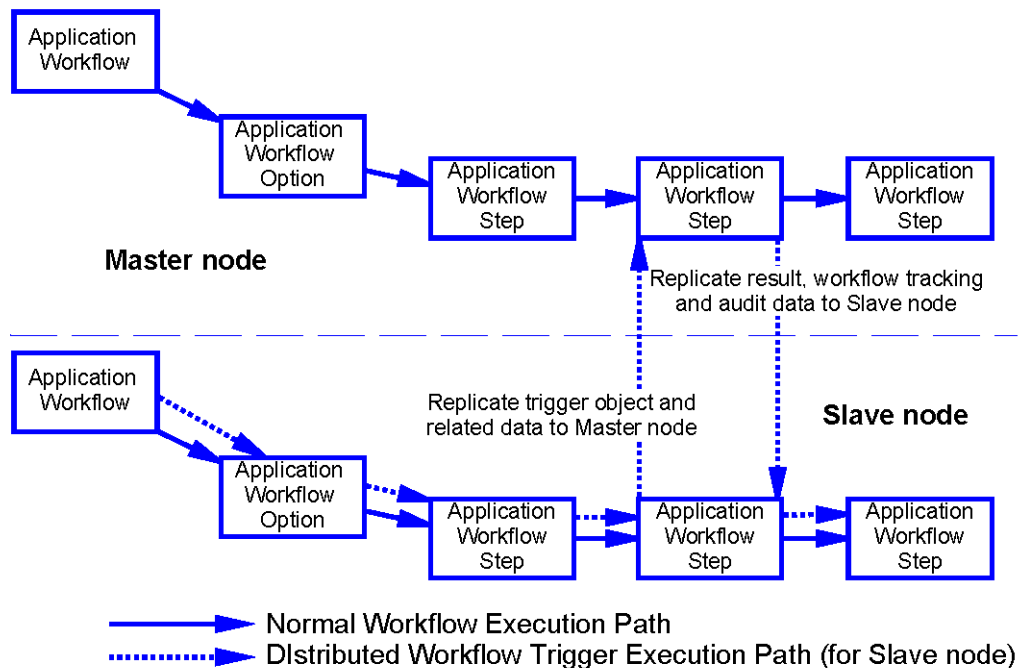 Application
Workflow
Application
Workflow
Option
Application
Workflow
Step
Application
Workflow
Step
Application
Workflow
Step
Master node
Replicate result, workflow tracking
and audit data to Slave node
Application
Workflow
Replicate trigger object and
related data to Master node
Slave node
Application
Workflow
Option
Application
Workflow
Step
Application
Workflow
Step
Application
Workflow
Step
Normal Workflow Execution Path
DIstributed Workflow Trigger Execution Path (for Slave node)